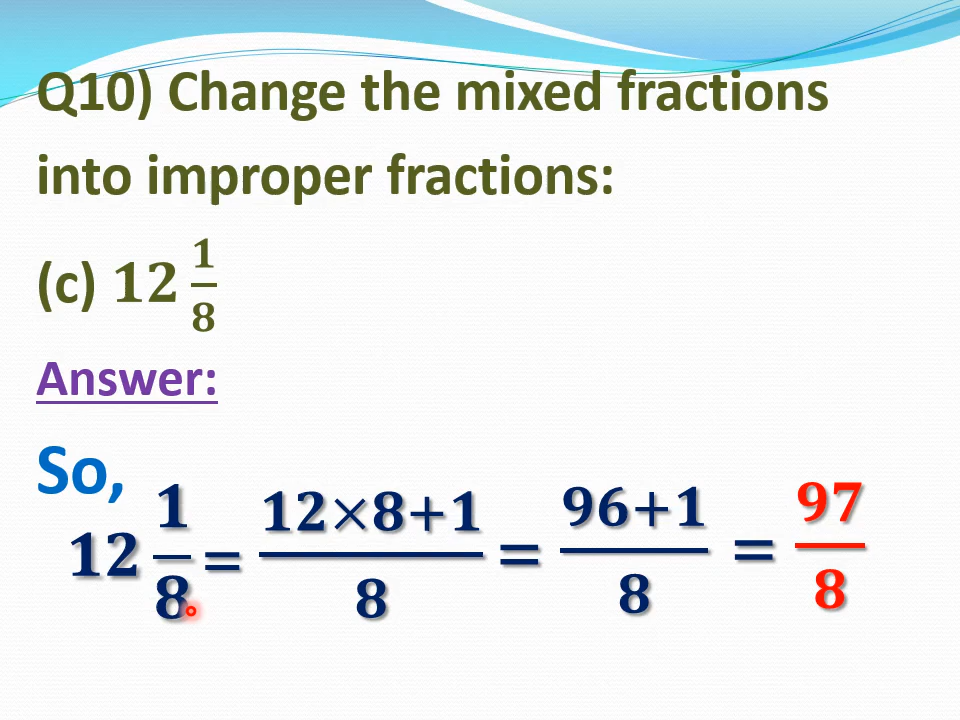 Q10) Change the mixed fractions
into improper fractions:
(c) 12 1/8
Answer:
So,
12 1/8 = 12×8+1/8 = 96+1/8 = 97/8